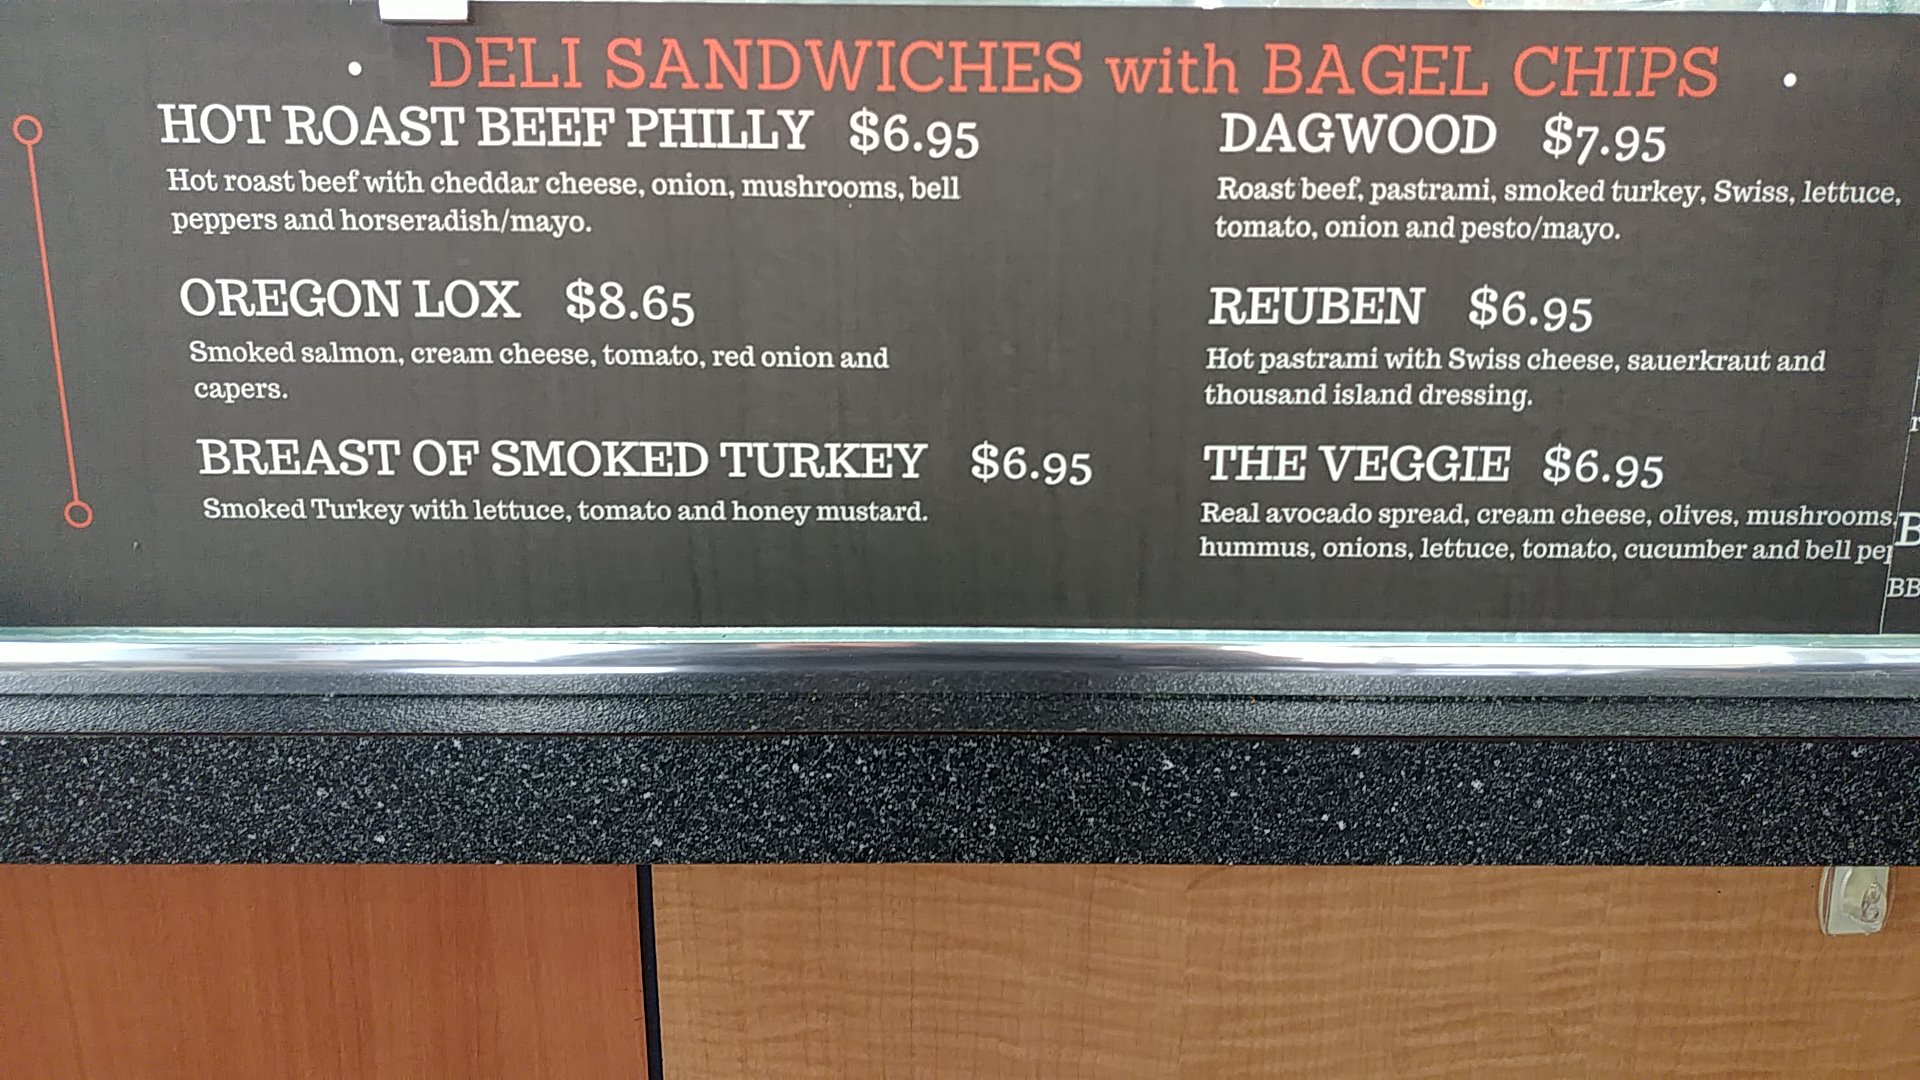 DELI SANDWICHES with BAGEL CHIPS
HOT ROAST BEEF PHILLY $6.95
Hot roast beef with cheddar cheese, onion, mushrooms, bell
peppers and horseradish/mayo.
OREGON LOX $8.65
Smoked salmon, cream cheese, tomato, red onion and
capers.
BREAST OF SMOKED TURKEY $6.95
Smoked Turkey with lettuce, tomato and honey mustard.
DAGWOOD $7.95
Roast beef, pastrami, smoked turkey, Swiss, lettuce,
tomato, onion and pesto/mayo.
REUBEN $6.95
Hot pastrami with Swiss cheese, sauerkraut and
thousand island dressing.
THE VEGGIE $6.95
Real avocado spread, cream cheese, olives, mushrooms,
hummus, onions, lettuce, tomato, cucumber and bell